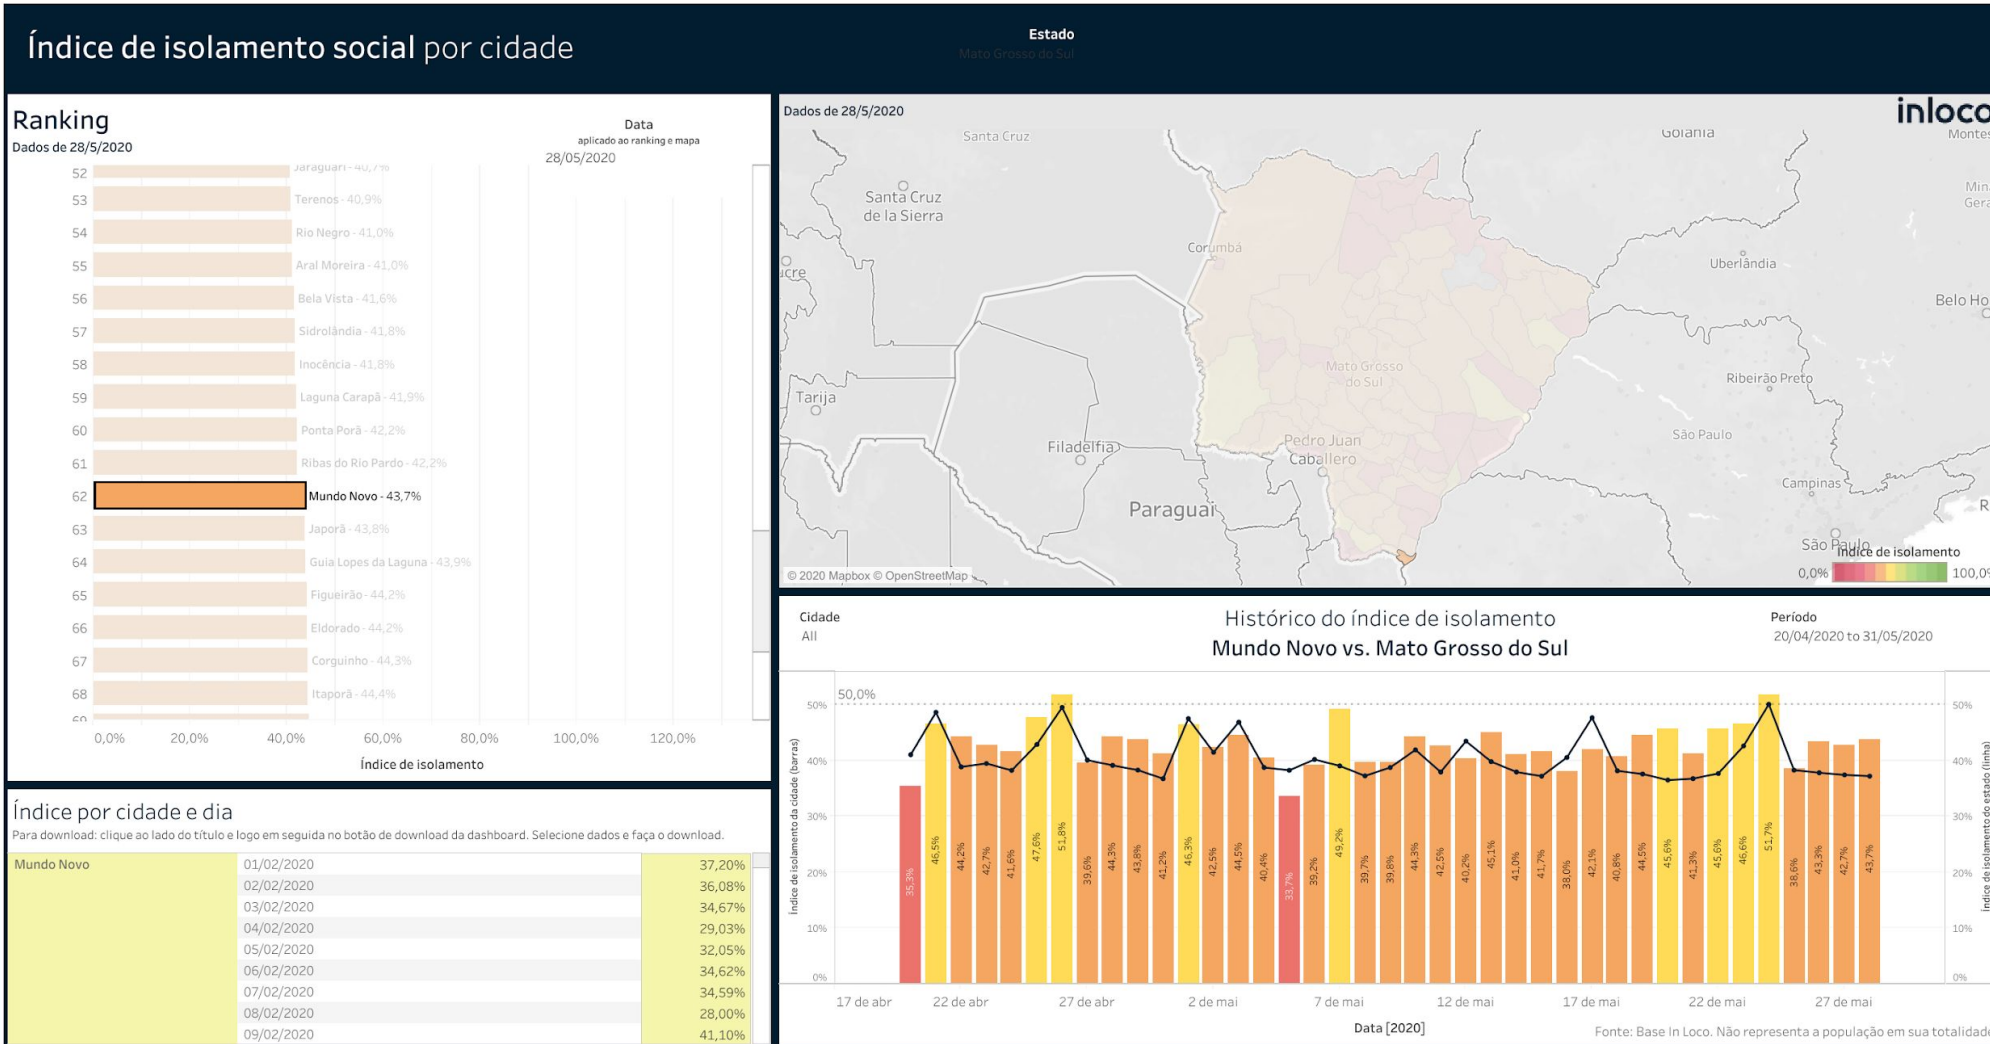 Índice de isolamento social por cidade
Estado
Mato Grosso do Sul
Ranking
Dados de 28/5/2020
Data
aplicado ao ranking e mapa
28/05/2020
52 Jaraguari - 40,7%
53 Terenos - 40,9%
54 Rio Negro - 41,0%
55 Aral Moreira - 41,0%
56 Bela Vista - 41,6%
57 Sidrolândia - 41,8%
58 Inocência - 41,8%
59 Laguna Carapã - 41,9%
60 Ponta Porã - 42,2%
61 Ribas do Rio Pardo - 42,2%
62 Mundo Novo - 43,7%
63 Japorã - 43,8%
64 Guia Lopes da Laguna - 43,9%
65 Figueirão - 44,2%
66 Eldorado - 44,2%
67 Corguinho - 44,3%
68 Itaporã - 44,4%
69
0,0% 20,0% 40,0% 60,0% 80,0% 100,0% 120,0%
Índice de isolamento
Índice por cidade e dia
Para download: clique ao lado do título e logo em seguida no botão de download da dashboard. Selecione dados e faça o download.
Mundo Novo 01/02/2020 37,20%
02/02/2020 36,08%
03/02/2020 34,67%
04/02/2020 29,03%
05/02/2020 32,05%
06/02/2020 34,62%
07/02/2020 34,59%
08/02/2020 28,00%
09/02/2020 41,10%
Dados de 28/5/2020
inloco
Santa Cruz
Goiânia
Montes
Santa Cruz
de la Sierra
Min
Gera
Corumbá
Uberlândia
ucre
Belo Ho
Mato Grosso
do Sul
Ribeirão Preto
Tarija
Filadelfia
Pedro Juan
Caballero
São Paulo
Campinas
Paraguai
R
São Paulo
Índice de isolamento
0,0% 100,0%
© 2020 Mapbox © OpenStreetMap
Cidade
All
Histórico do índice de isolamento
Mundo Novo vs. Mato Grosso do Sul
Período
20/04/2020 to 31/05/2020
50,0%
50%
40%
30%
20%
10%
0%
Índice de isolamento da cidade (barras)
35,3% 46,5% 44,2% 42,7% 41,6% 47,6% 51,8% 39,6% 44,3% 43,8% 41,2% 46,3% 42,5% 44,5% 40,4% 33,7% 39,2% 49,2% 39,7% 39,8% 44,3% 42,5% 40,2% 45,1% 41,0% 41,7% 38,0% 42,1% 40,8% 44,5% 45,6% 41,3% 45,6% 46,6% 51,7% 38,6% 43,3% 42,7% 43,7%
50%
40%
30%
20%
10%
0%
Índice de isolamento do estado (linha)
17 de abr 22 de abr 27 de abr 2 de mai 7 de mai 12 de mai 17 de mai 22 de mai 27 de mai
Data [2020]
Fonte: Base In Loco. Não representa a população em sua totalidade